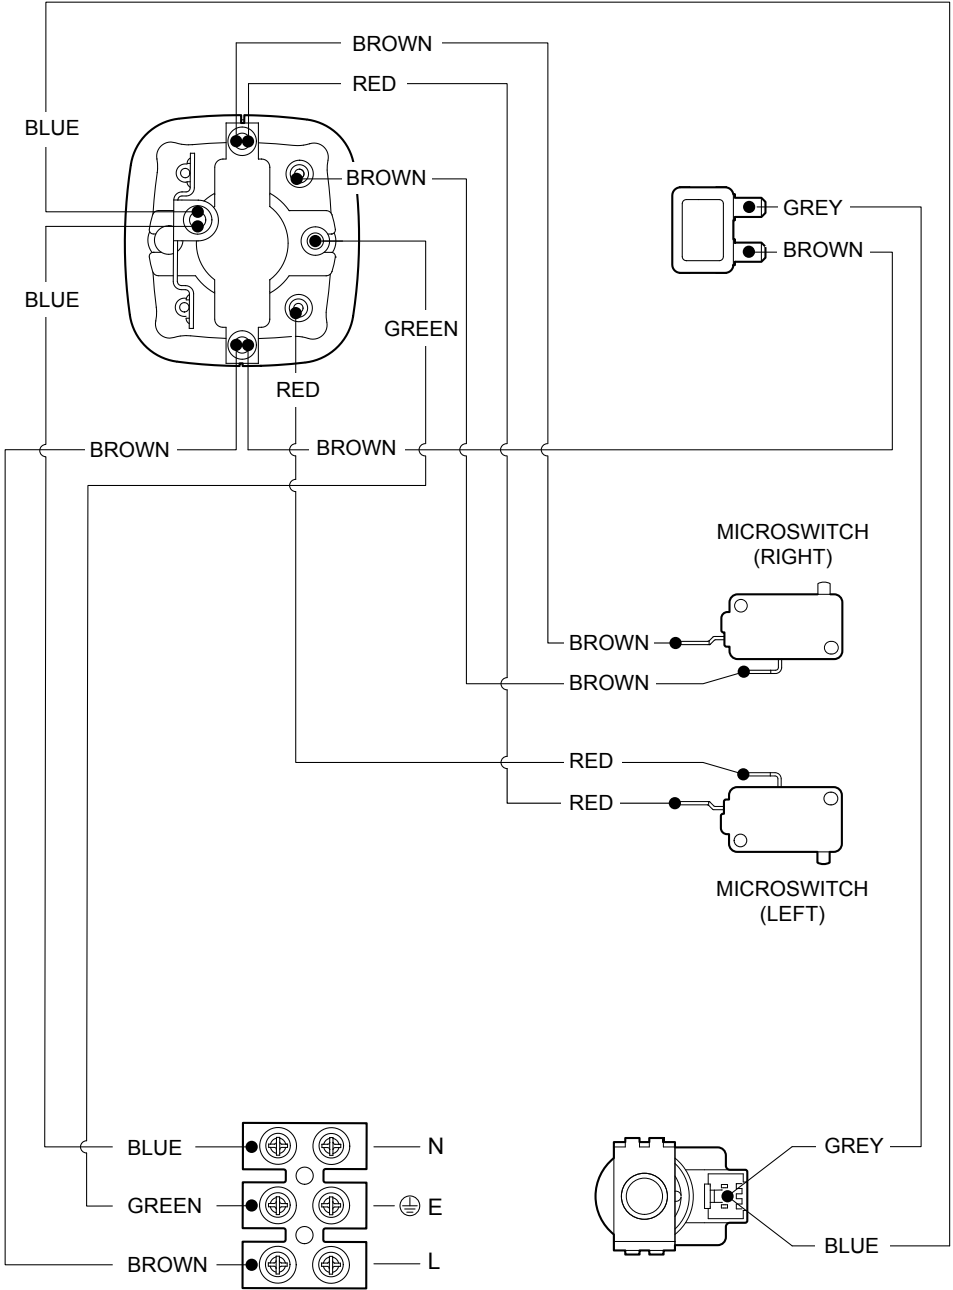 BROWN
RED
BLUE
BROWN
GREY
BROWN
BLUE
GREEN
RED
BROWN
BROWN
MICROSWITCH
(RIGHT)
BROWN
BROWN
RED
RED
MICROSWITCH
(LEFT)
BLUE
N
GREY
GREEN
E
BLUE
BROWN
L